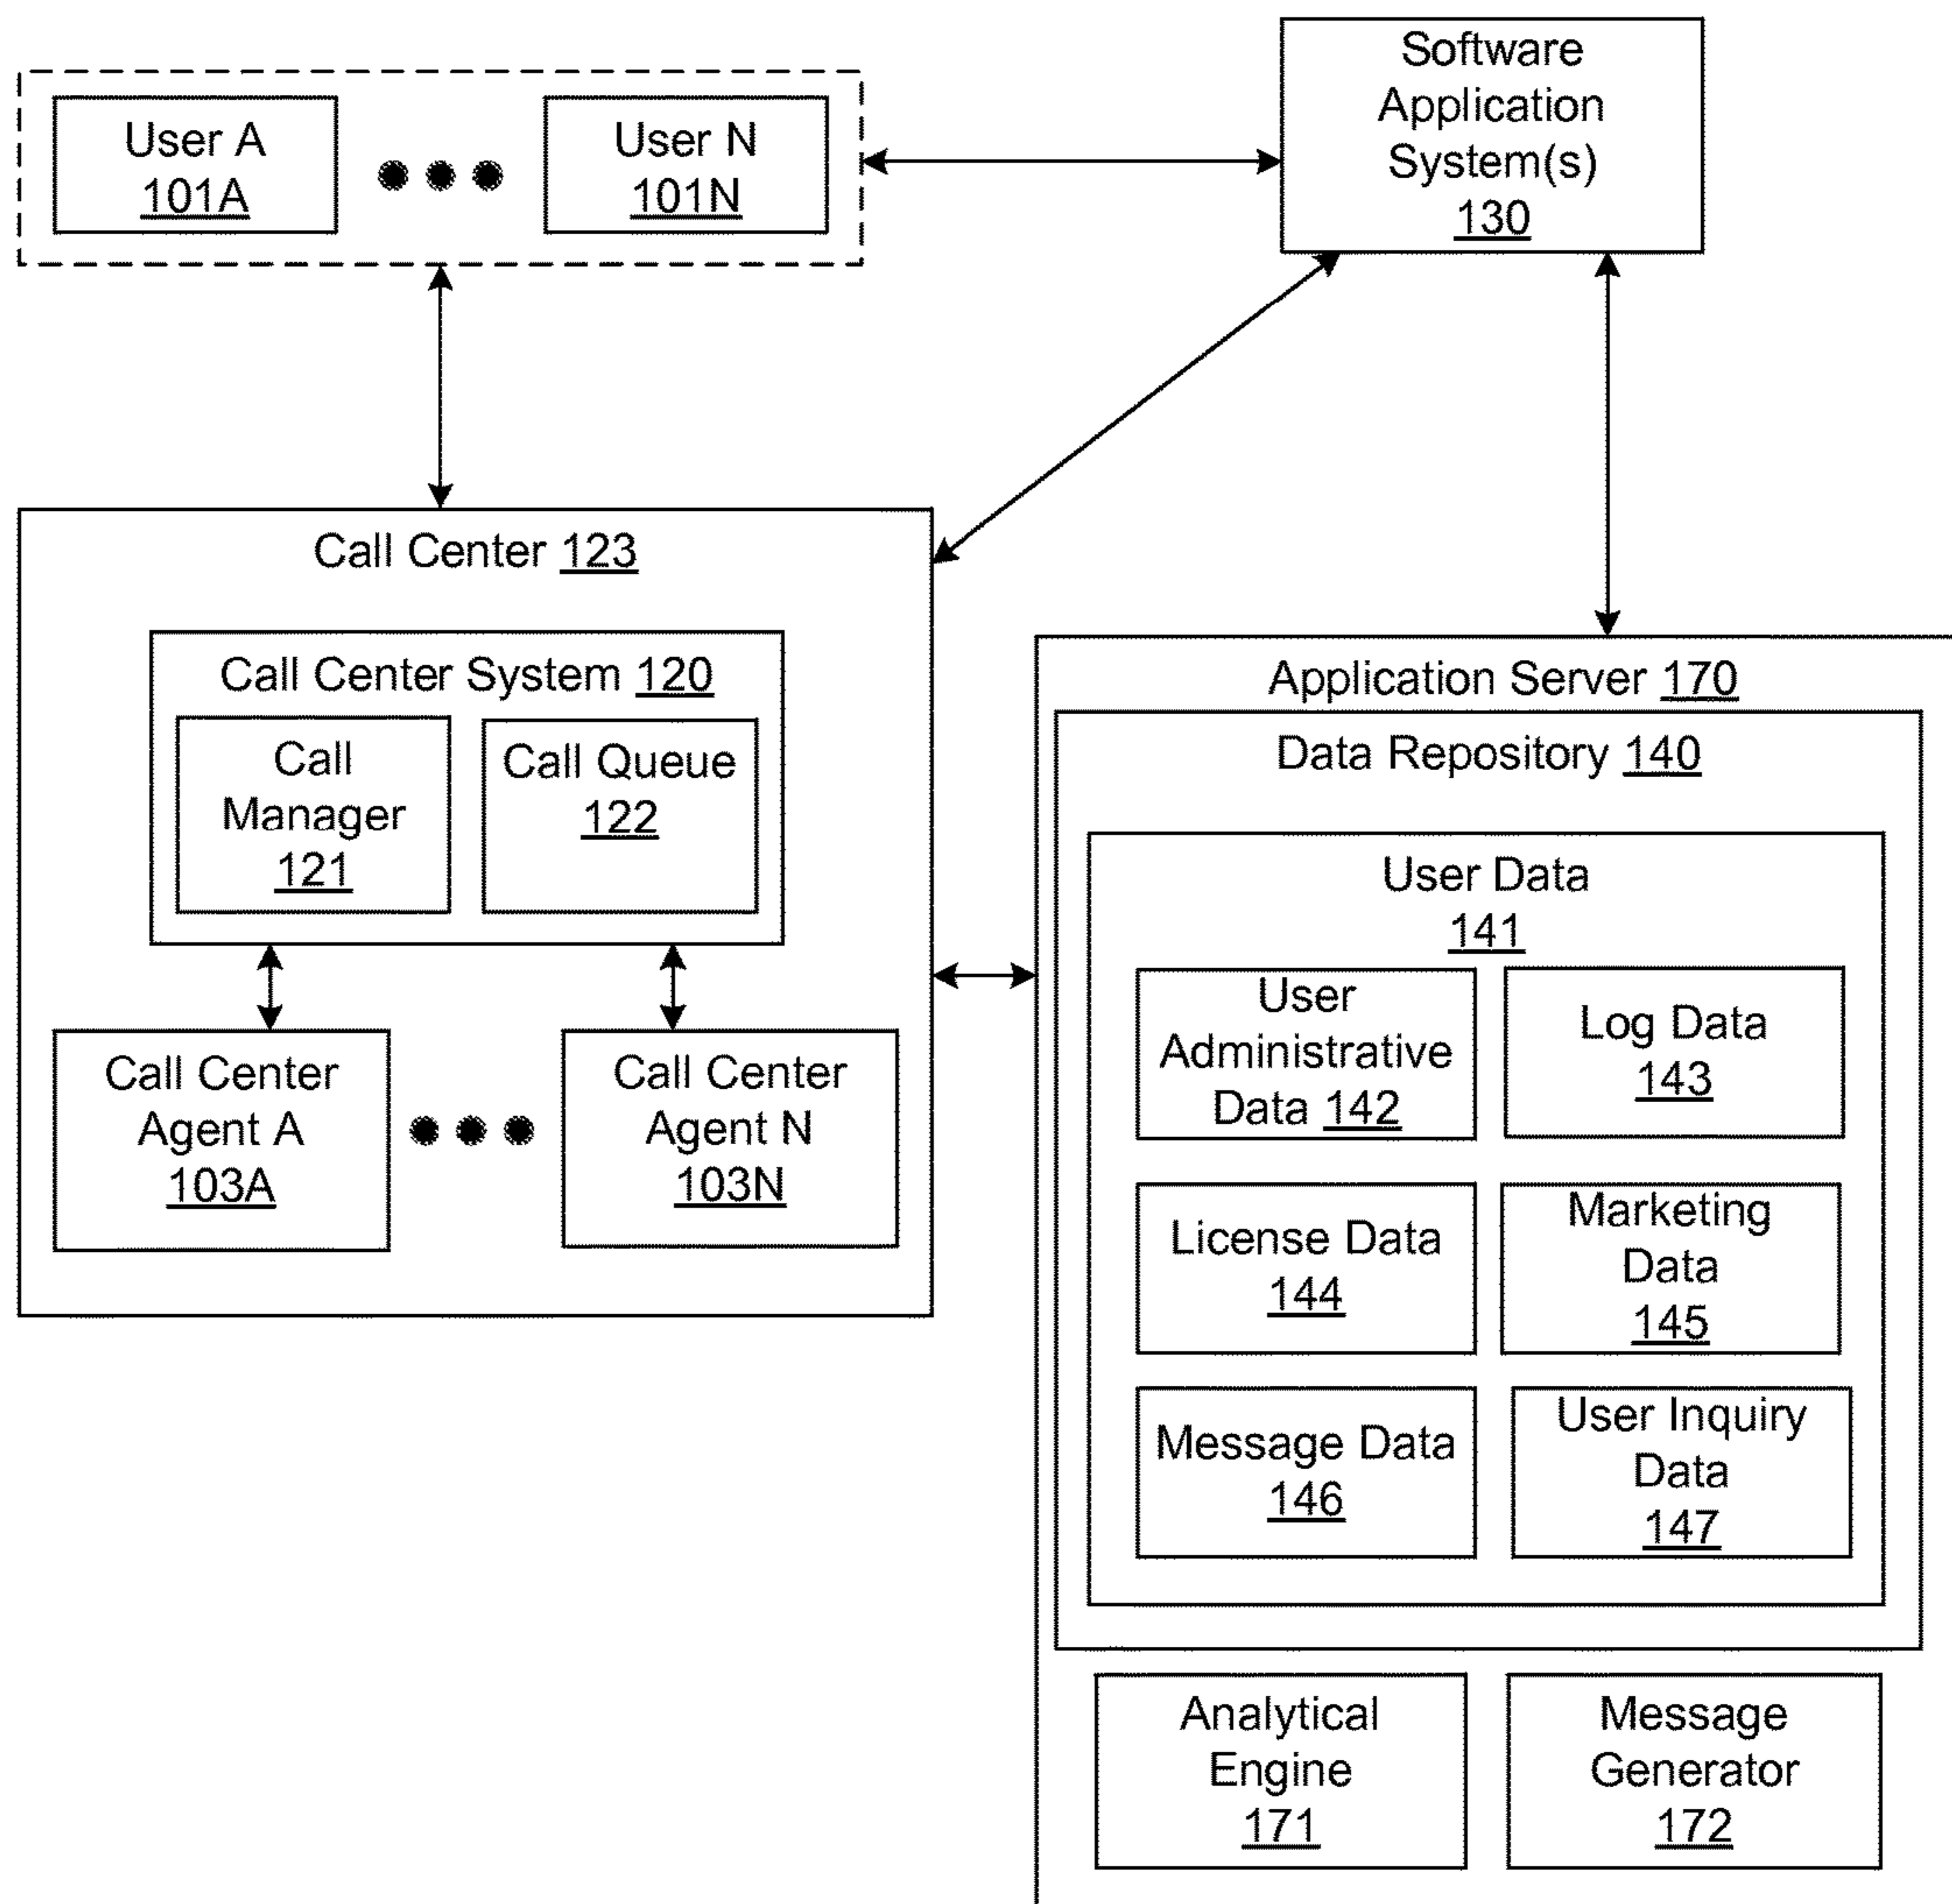 User A
101A
User N
101N
Software
Application
System(s)
130
Call Center 123
Call Center System 120
Call
Manager
121
Call Queue
122
Call Center
Agent A
103A
Call Center
Agent N
103N
Application Server 170
Data Repository 140
User Data
141
User
Administrative
Data 142
Log Data
143
License Data
144
Marketing
Data
145
Message Data
146
User Inquiry
Data
147
Analytical
Engine
171
Message
Generator
172